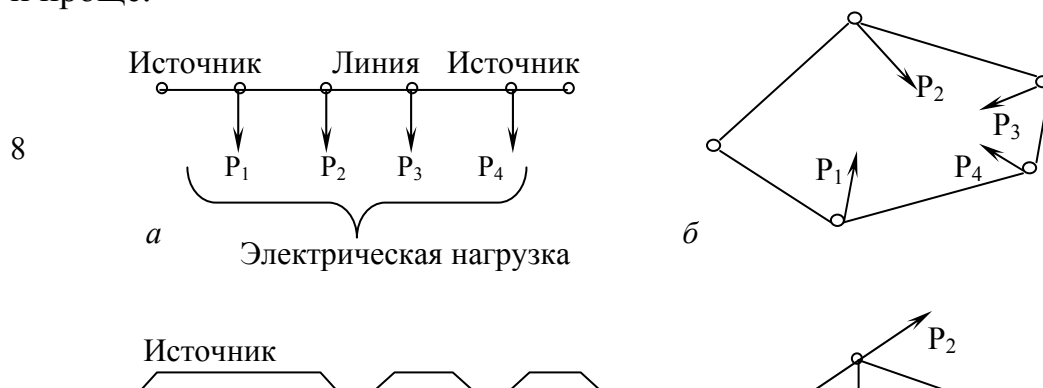 и проще.
Источник Линия Источник
P₂
P₃
8
P₁ P₂ P₃ P₄
P₁ P₄
а
б
Электрическая нагрузка
P₂
Источник